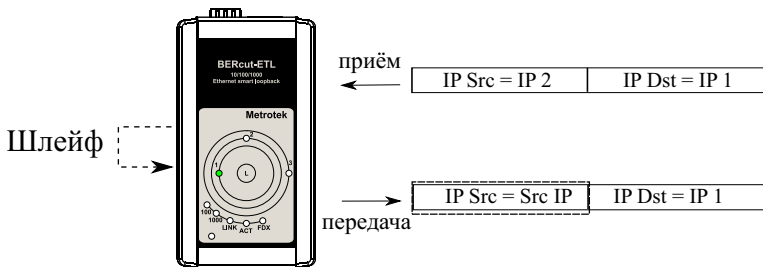 BERcut-ETL
10/100/1000
Ethernet smart loopback
Metrotek
приём
IP Src = IP 2 IP Dst = IP 1
Шлейф
2
1
3
L
100
1000
LINK
ACT
FDX
IP Src = Src IP IP Dst = IP 1
передача